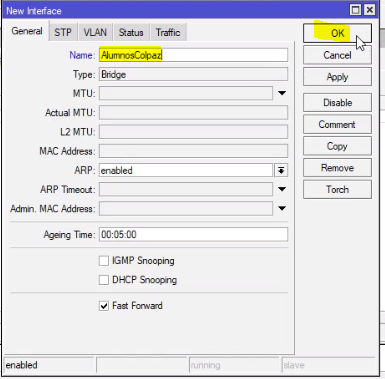 New Interface
General STP VLAN Status Traffic
OK
Name: AlumnosColpaz
Cancel
Type: Bridge
Apply
MTU:
Disable
Actual MTU:
Comment
L2 MTU:
Copy
MAC Address:
Remove
ARP: enabled
Torch
ARP Timeout:
Admin. MAC Address:
Ageing Time: 00:05:00
IGMP Snooping
DHCP Snooping
Fast Forward
enabled running slave